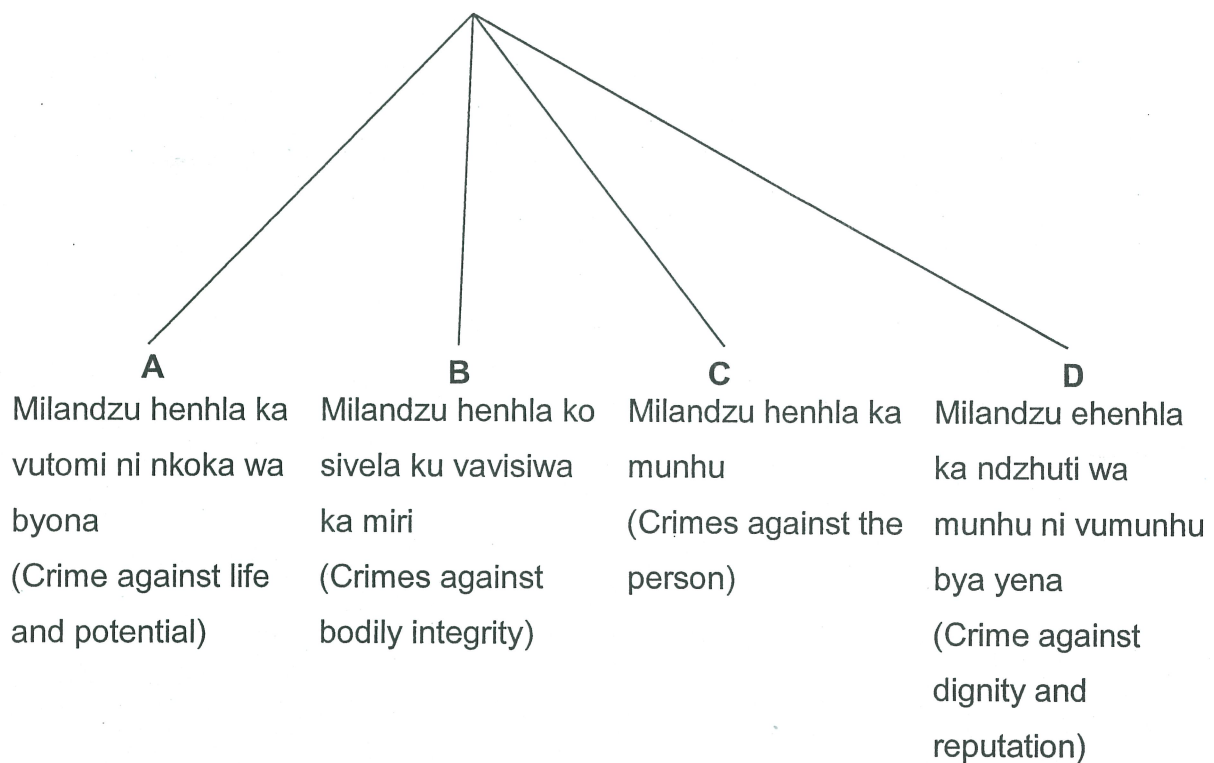 A
Milandzu henhla ka
vutomi ni nkoka wa
byona
(Crime against life
and potential)
B
Milandzu henhla ko
sivela ku vavisiwa
ka miri
(Crimes against
bodily integrity)
C
Milandzu henhla ka
munhu
(Crimes against the
person)
D
Milandzu ehenhla
ka ndzhuti wa
munhu ni vumunhu
bya yena
(Crime against
dignity and
reputation)